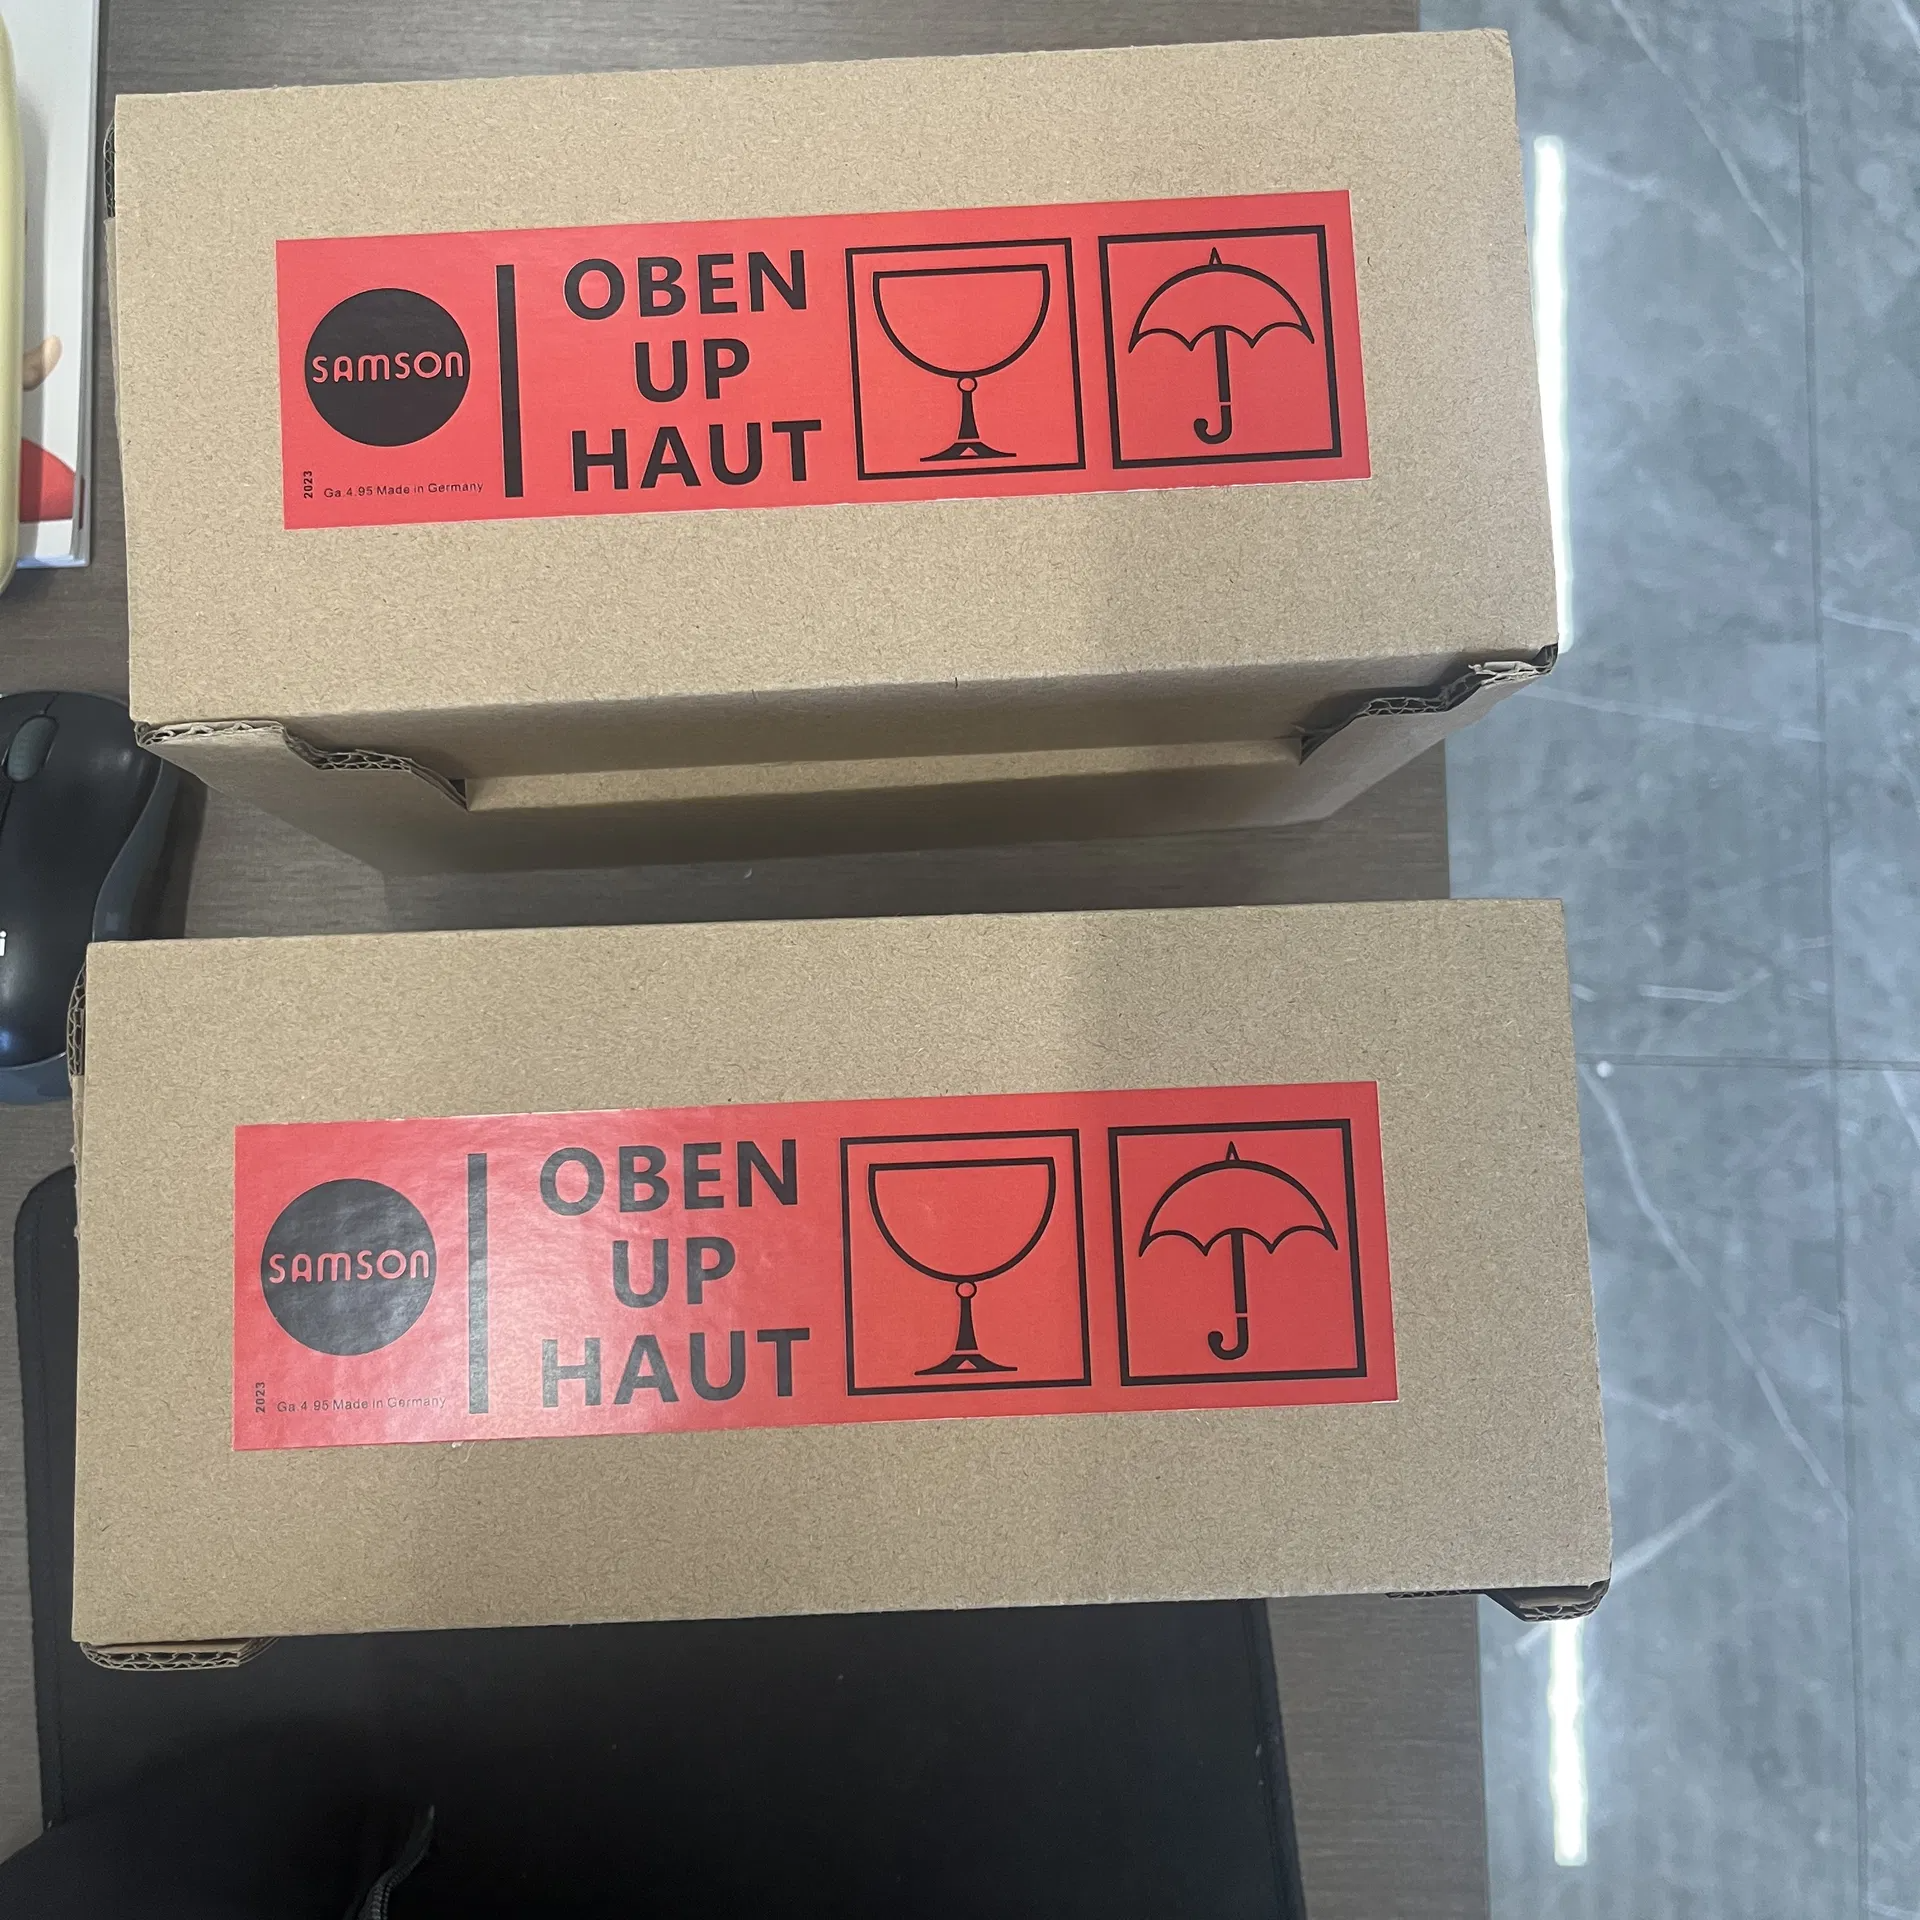 SAMSON
OBEN
UP
HAUT
2023
Ga.4.95 Made in Germany
SAMSON
OBEN
UP
HAUT
2023
Ga.4.95 Made in Germany
i